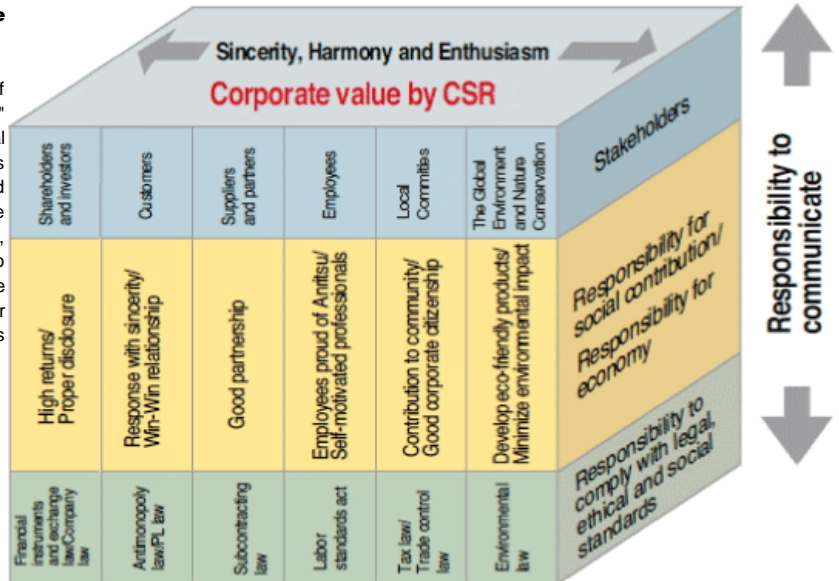 e
f
"
al
s
d
e
,
o
e
r
s
Sincerity, Harmony and Enthusiasm
Corporate value by CSR
Shareholders
and investors
Customers
Suppliers
and partners
Employees
Local
Committies
The Global
Environment
and Nature
Conservation
Stakeholders
High returns/
Proper disclosure
Response with sincerity/
Win-Win relationship
Good partnership
Employees proud of Anritsu/
Self-motivated professionals
Contribution to community/
Good corporate citizenship
Develop eco-friendly products/
Minimize environmental impact
Responsibility for
social contribution/
Responsibility for
economy
Financial
instruments
and exchange
law/Company
law
Antimonopoly
law/PL law
Subcontracting
law
Labor
standards act
Tax law/
Trade control
law
Environmental
law
Responsibility to
comply with legal,
ethical and social
standards
Responsibility to
communicate